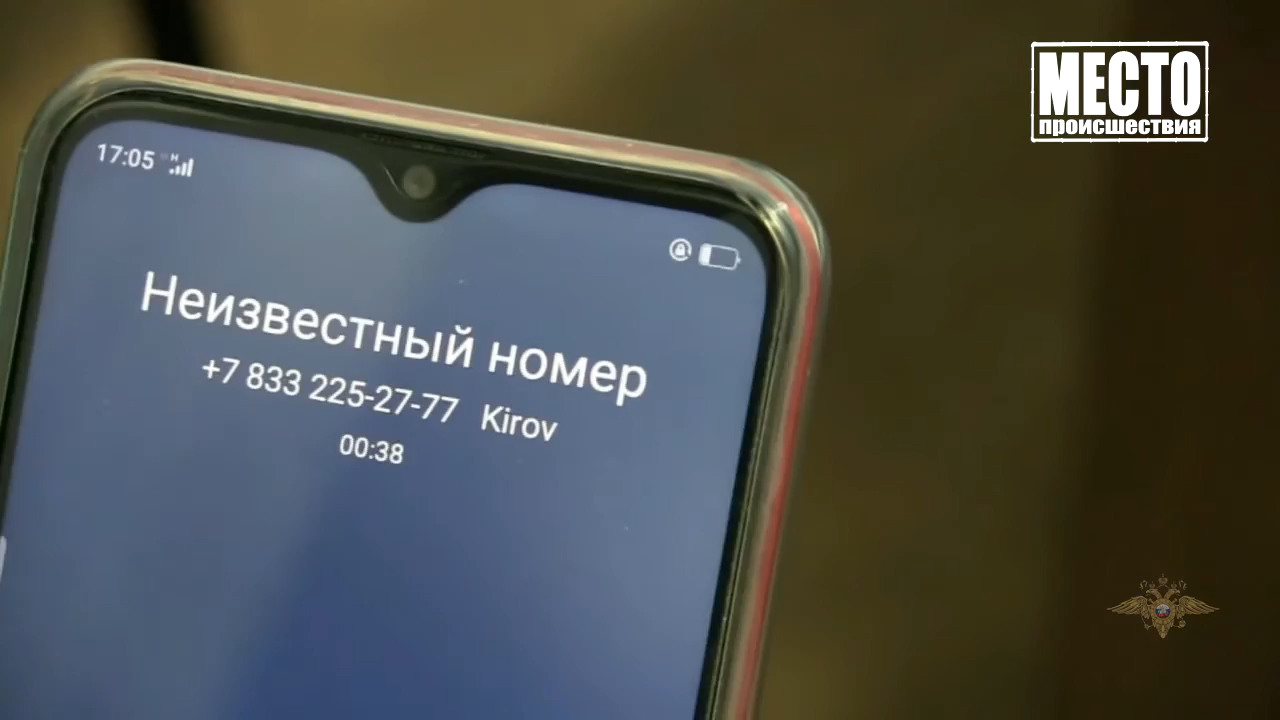 МЕСТО
происшествия
17:05 H
Неизвестный номер
+7 833 225-27-77 Kirov
00:38